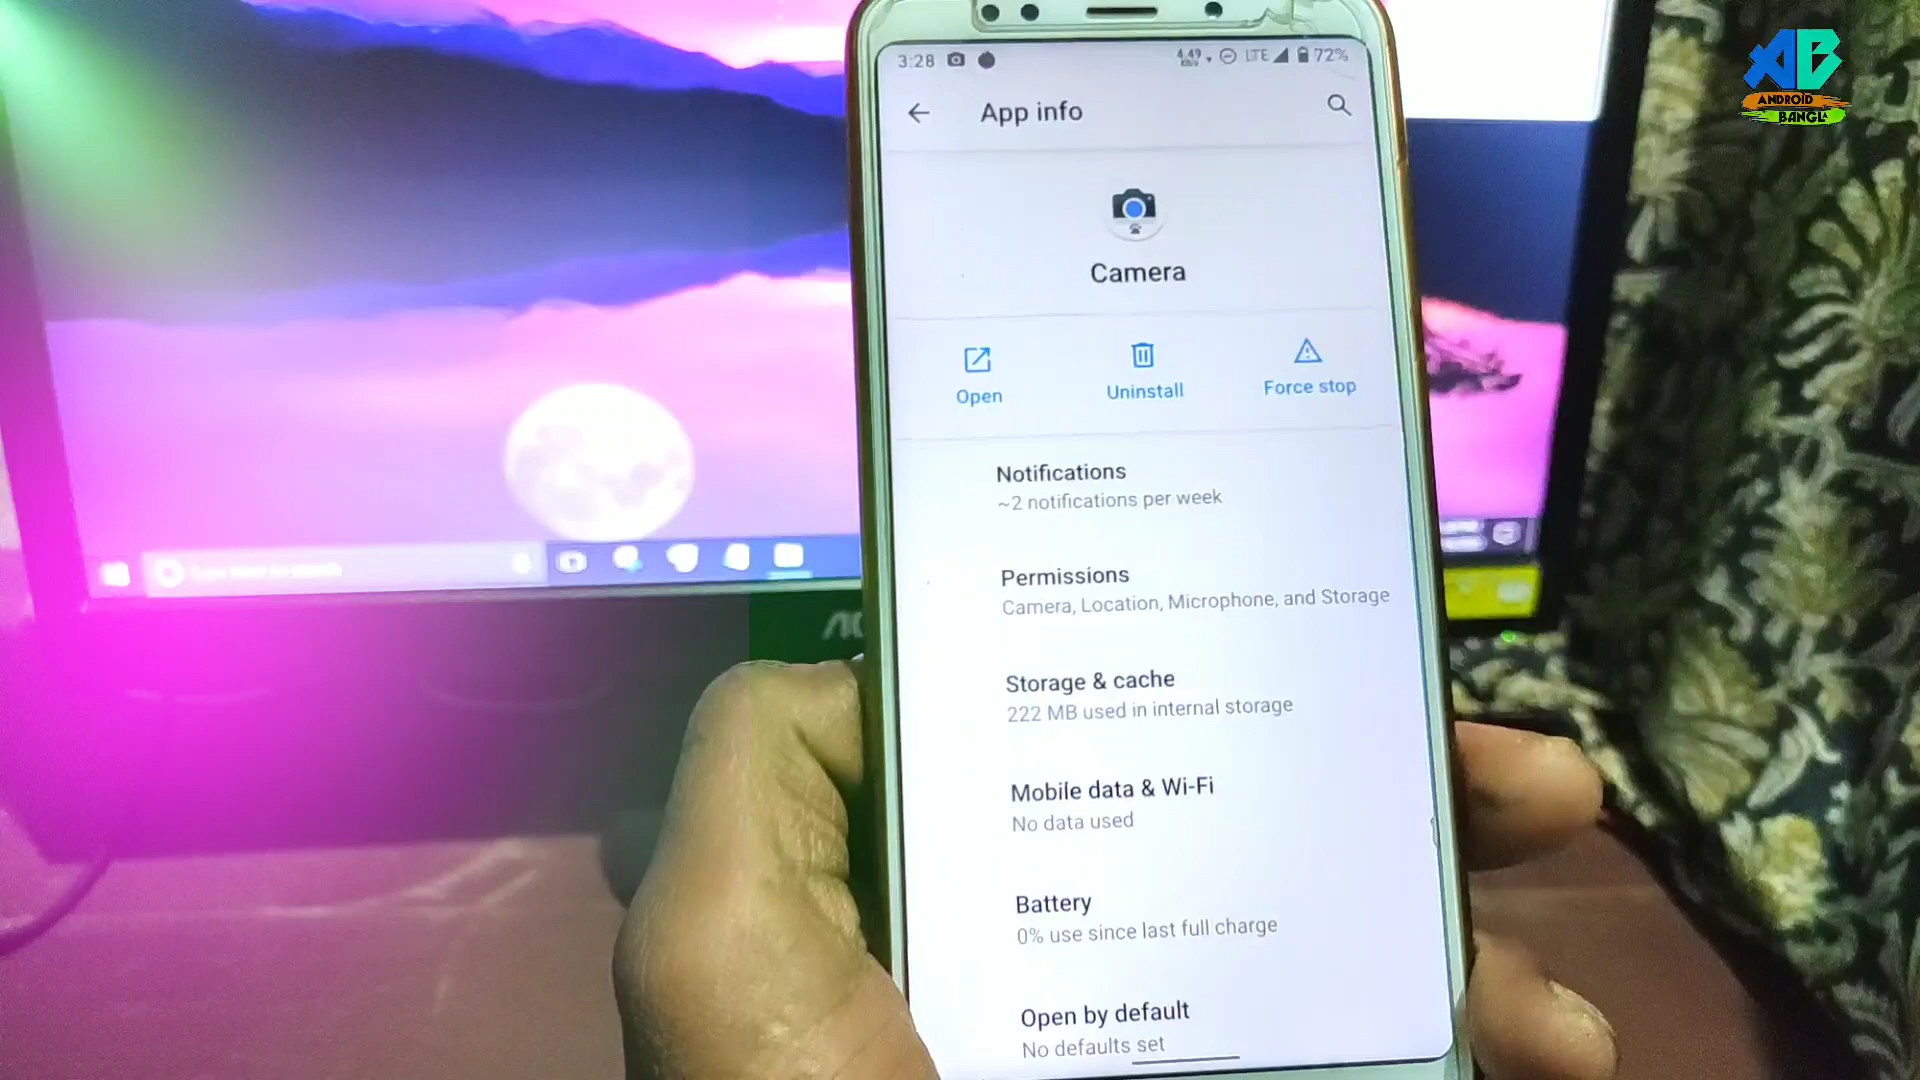 3:28
4.49
LTE
72%
App info
Camera
Open
Uninstall
Force stop
Notifications
~2 notifications per week
Permissions
Camera, Location, Microphone, and Storage
Storage & cache
222 MB used in internal storage
Mobile data & Wi-Fi
No data used
Battery
0% use since last full charge
Open by default
No defaults set
AB
ANDROID
BANGLA